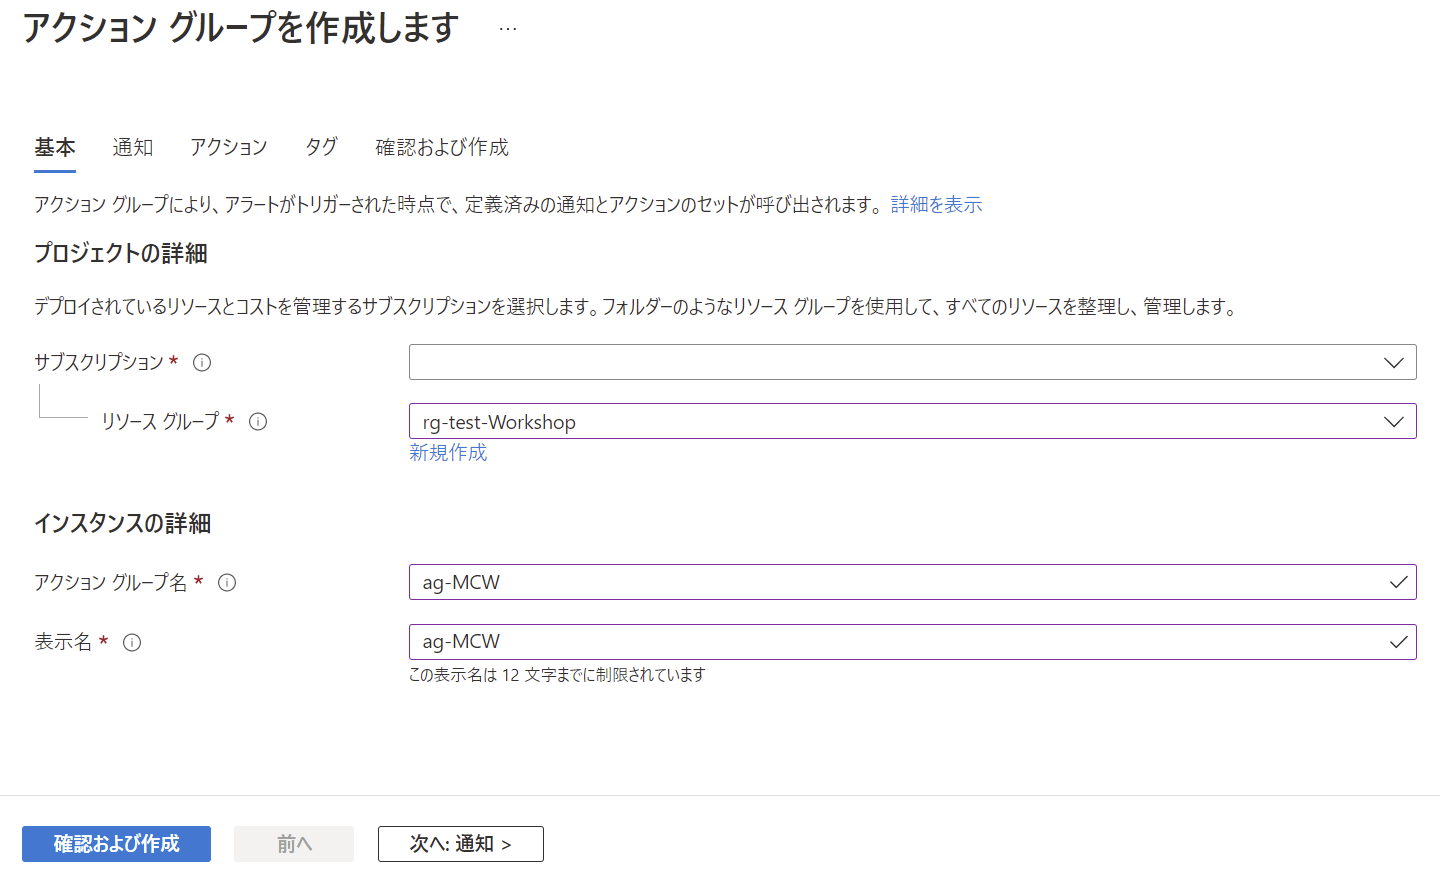 アクション グループを作成します …
基本 通知 アクション タグ 確認および作成
アクション グループにより、アラートがトリガーされた時点で、定義済みの通知とアクションのセットが呼び出されます。 詳細を表示
プロジェクトの詳細
デプロイされているリソースとコストを管理するサブスクリプションを選択します。フォルダーのようなリソース グループを使用して、すべてのリソースを整理し、管理します。
サブスクリプション *
リソース グループ * rg-test-Workshop
新規作成
インスタンスの詳細
アクション グループ名 * ag-MCW
表示名 * ag-MCW
この表示名は 12 文字までに制限されています
確認および作成 前へ 次へ: 通知 >